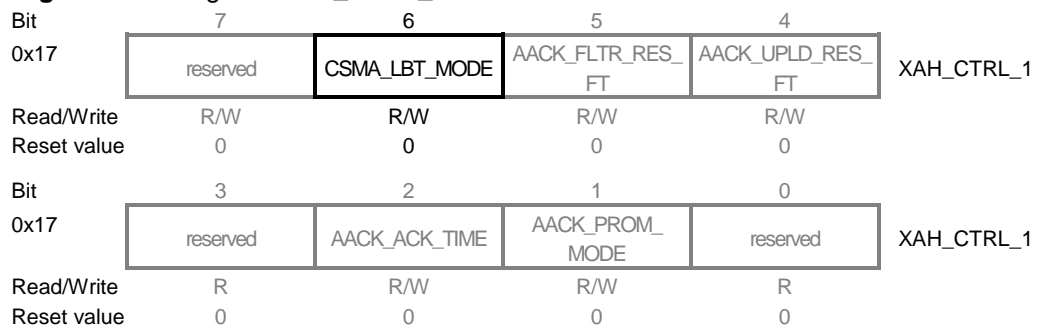 Bit 7 6 5 4
0x17 reserved CSMA_LBT_MODE AACK_FLTR_RES_ AACK_UPLD_RES_ XAH_CTRL_1
FT FT
Read/Write R/W R/W R/W R/W
Reset value 0 0 0 0
Bit 3 2 1 0
0x17 reserved AACK_ACK_TIME AACK_PROM_ reserved XAH_CTRL_1
MODE
Read/Write R R/W R/W R
Reset value 0 0 0 0